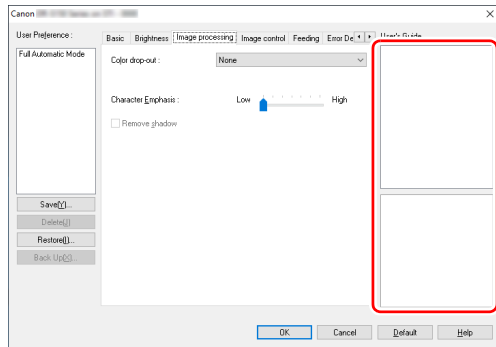 Canon
User Preference :
Full Automatic Mode
Save(Y)...
Delete(J)
Restore(I)...
Back Up(X)...
Basic Brightness Image processing Image control Feeding Error De
Color drop-out : None
Character Emphasis : Low High
Remove shadow
User's Guide
OK Cancel Default Help